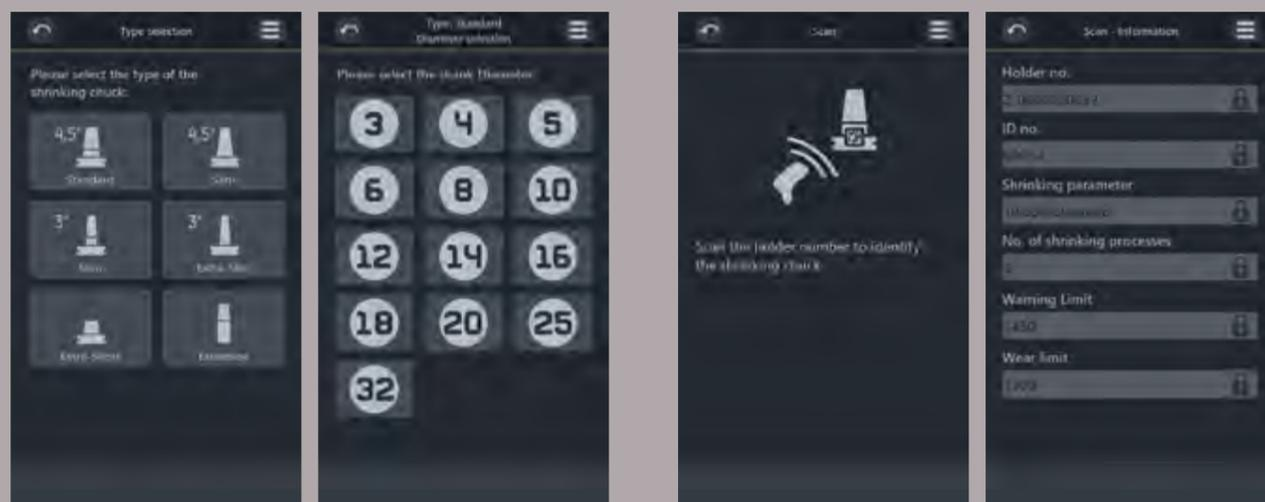 Type selection
Please select the type of the
shrinking chuck:
4,5°
4,5°
Standard
3°
3°
Type: Standard
Diameter selection
Please select the shank Diameter
3 4 5
6 8 10
12 14 16
18 20 25
32
Scan
Scan the holder number to identify
the shrinking chuck
Scan - Information
Holder no.
ID no.
Shrinking parameter
No. of shrinking processes
Warning Limit
Wear limit